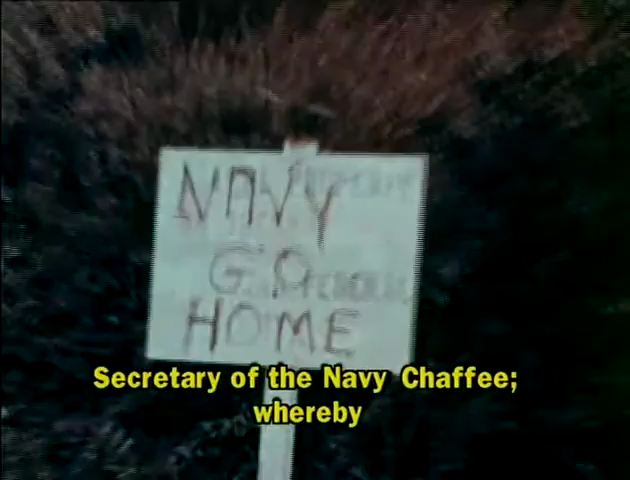 NAVY
GO
HOME
Secretary of the Navy Chaffee;
whereby